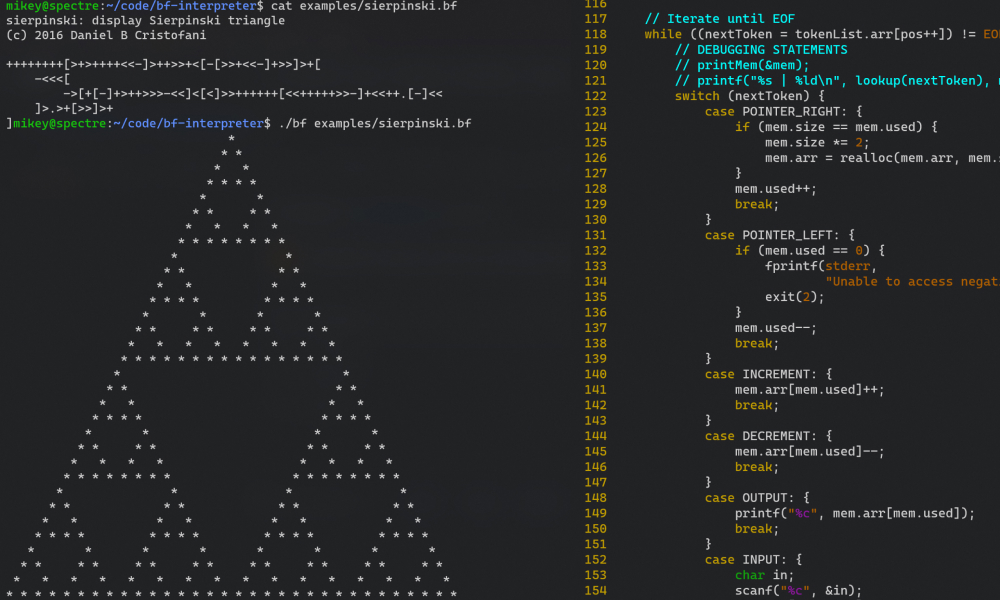 mikey@spectre:~/code/bf-interpreter$ cat examples/sierpinski.bf
sierpinski: display Sierpinski triangle
(c) 2016 Daniel B Cristofani

++++++++[>+>++++<<-]>++>>+<[-[>>+<<-]+>>]>+[
    -<<<[
        ->[+[-]+>++>>>-<<]<[<]>>++++++[<<+++++>>-]+<<++.[-]<<
    ]>.>+[>>]>+
]mikey@spectre:~/code/bf-interpreter$ ./bf examples/sierpinski.bf
                               *
                              * *
                             *   *
                            * * * *
                           *       *
                          * *     * *
                         *   *   *   *
                        * * * * * * * *
                       *               *
                      * *             * *
                     *   *           *   *
                    * * * *         * * * *
                   *       *       *       *
                  * *     * *     * *     * *
                 *   *   *   *   *   *   *   *
                * * * * * * * * * * * * * * * *
               *                               *
              * *                             * *
             *   *                           *   *
            * * * *                         * * * *
           *       *                       *       *
          * *     * *                     * *     * *
         *   *   *   *                   *   *   *   *
        * * * * * * * *                 * * * * * * * *
       *               *               *               *
      * *             * *             * *             * *
     *   *           *   *           *   *           *   *
    * * * *         * * * *         * * * *         * * * *
   *       *       *       *       *       *       *       *
  * *     * *     * *     * *     * *     * *     * *     * *
 *   *   *   *   *   *   *   *   *   *   *   *   *   *   *   *
* * * * * * * * * * * * * * * * * * * * * * * * * * * * * * * *
116
117     // Iterate until EOF
118     while ((nextToken = tokenList.arr[pos++]) != EO
119         // DEBUGGING STATEMENTS
120         // printMem(&mem);
121         // printf("%s | %ld\n", lookup(nextToken),
122         switch (nextToken) {
123             case POINTER_RIGHT: {
124                 if (mem.size == mem.used) {
125                     mem.size *= 2;
126                     mem.arr = realloc(mem.arr, mem.
127                 }
128                 mem.used++;
129                 break;
130             }
131             case POINTER_LEFT: {
132                 if (mem.used == 0) {
133                     fprintf(stderr,
134                             "Unable to access negati
135                     exit(2);
136                 }
137                 mem.used--;
138                 break;
139             }
140             case INCREMENT: {
141                 mem.arr[mem.used]++;
142                 break;
143             }
144             case DECREMENT: {
145                 mem.arr[mem.used]--;
146                 break;
147             }
148             case OUTPUT: {
149                 printf("%c", mem.arr[mem.used]);
150                 break;
151             }
152             case INPUT: {
153                 char in;
154                 scanf("%c", &in);